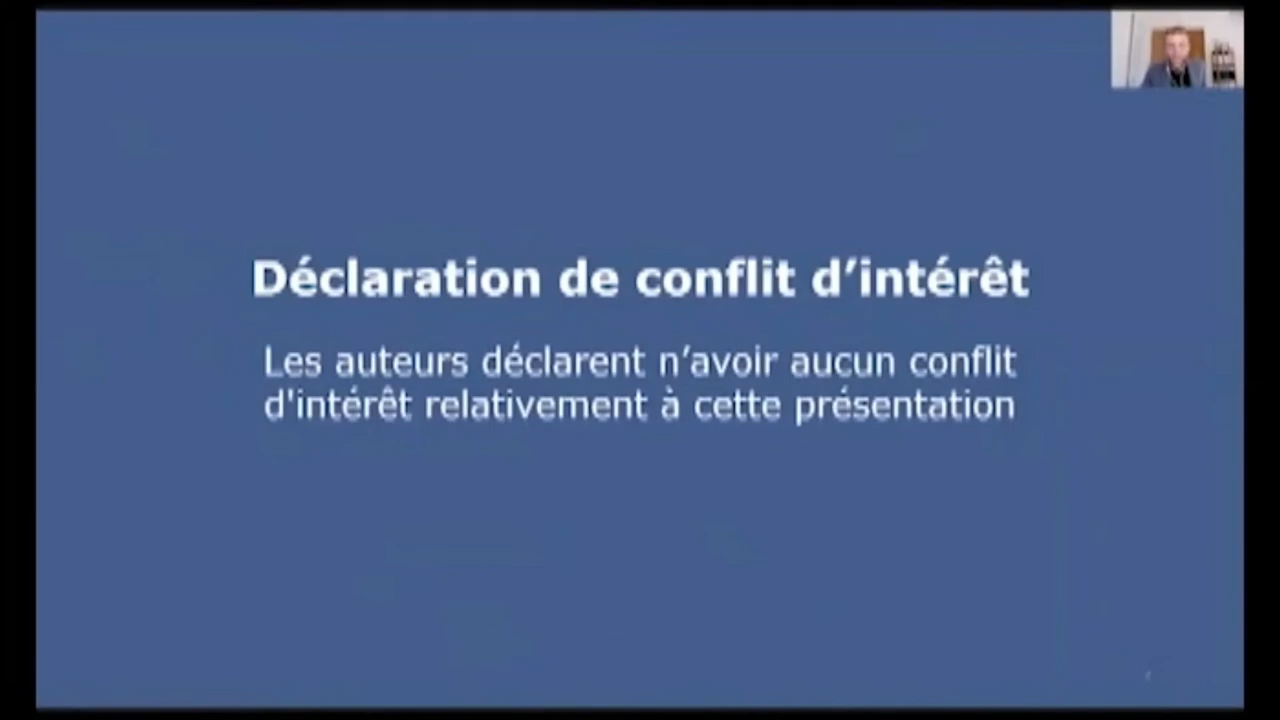 Déclaration de conflit d’intérêt
Les auteurs déclarent n’avoir aucun conflit
d'intérêt relativement à cette présentation